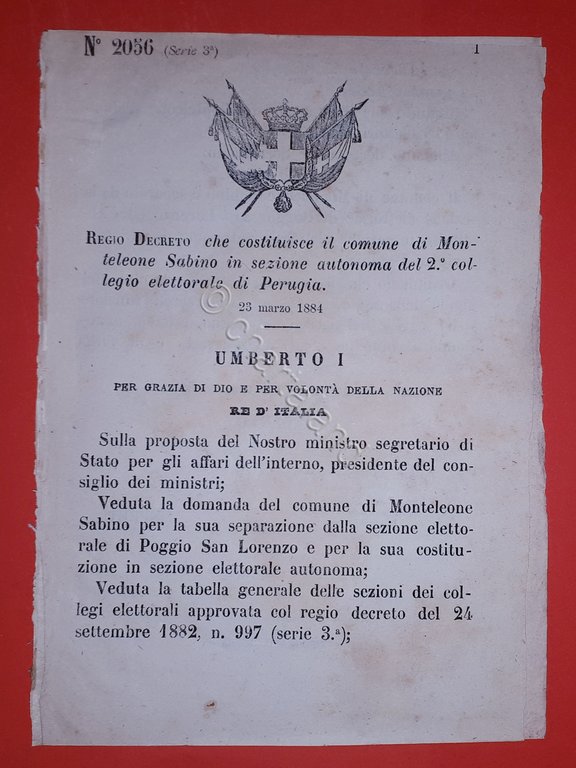 N° 2056 (Serie 3ª) 1
REGIO DECRETO che costituisce il comune di Mon-
teleone Sabino in sezione autonoma del 2.° col-
legio elettorale di Perugia.
23 marzo 1884
UMBERTO I
PER GRAZIA DI DIO E PER VOLONTÀ DELLA NAZIONE
RE D' ITALIA
Sulla proposta del Nostro ministro segretario di
Stato per gli affari dell'interno, presidente del con-
siglio dei ministri;
Veduta la domanda del comune di Monteleone
Sabino per la sua separazione dalla sezione eletto-
rale di Poggio San Lorenzo e per la sua costitu-
zione in sezione elettorale autonoma;
Veduta la tabella generale delle sezioni dei col-
legi elettorali approvata col regio decreto del 24
settembre 1882, n. 997 (serie 3.ª);